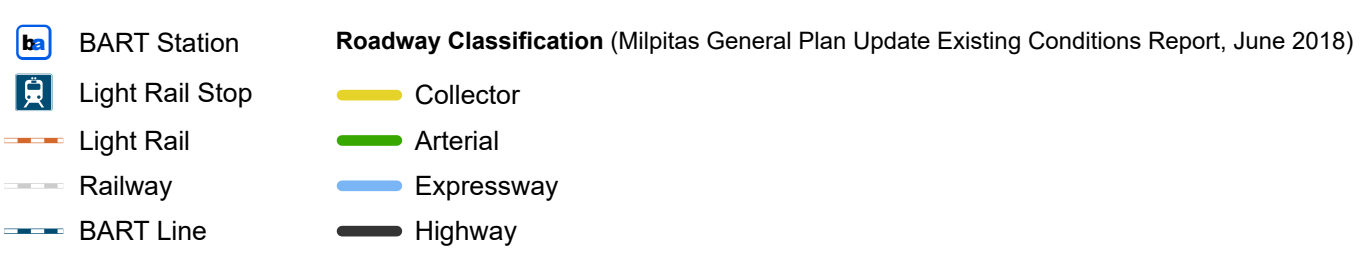 ba BART Station
Light Rail Stop
Light Rail
Railway
BART Line
Roadway Classification (Milpitas General Plan Update Existing Conditions Report, June 2018)
Collector
Arterial
Expressway
Highway